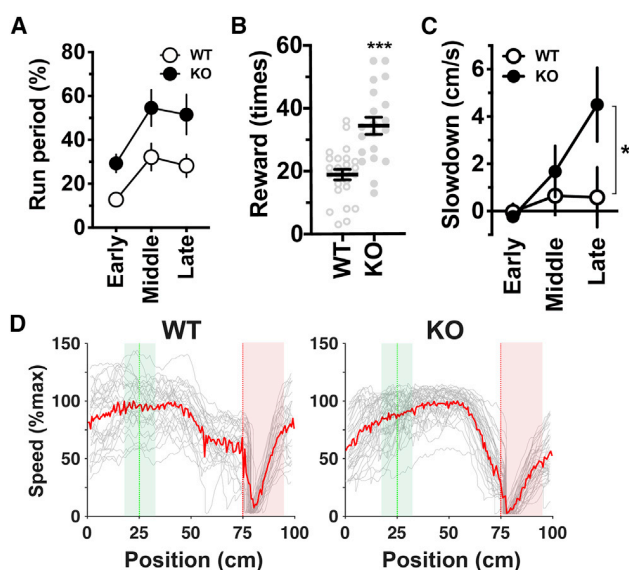 A
Run period (%)
80
60
40
20
0
WT
KO
Early
Middle
Late
B
Reward (times)
60
40
20
0
***
WT
KO
C
Slowdown (cm/s)
6
4
2
0
WT
KO
*
Early
Middle
Late
D
WT
KO
Speed (%max)
150
100
50
0
0 25 50 75 100
Position (cm)
150
100
50
0
0 25 50 75 100
Position (cm)